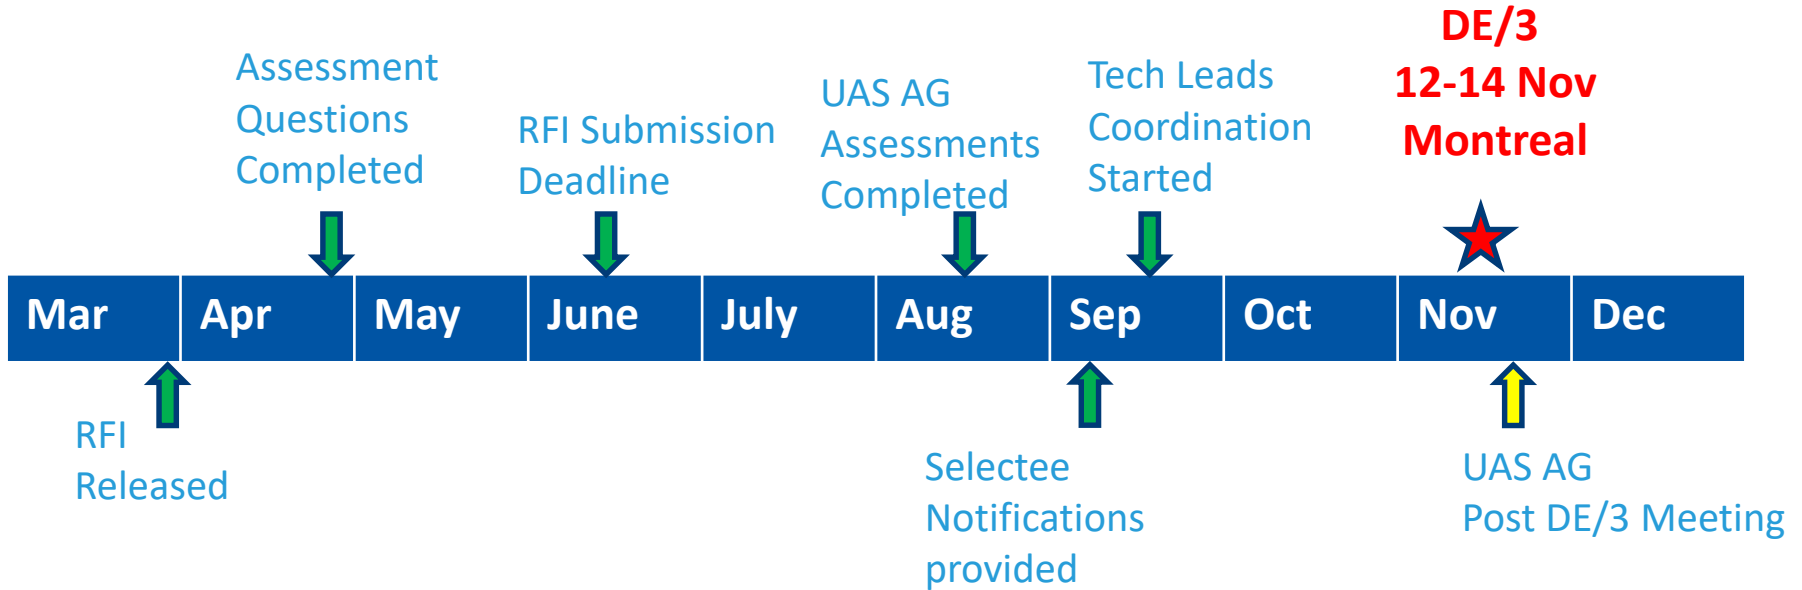 Assessment
Questions
Completed
RFI Submission
Deadline
UAS AG
Assessments
Completed
Tech Leads
Coordination
Started
DE/3
12-14 Nov
Montreal
Mar
Apr
May
June
July
Aug
Sep
Oct
Nov
Dec
RFI
Released
Selectee
Notifications
provided
UAS AG
Post DE/3 Meeting